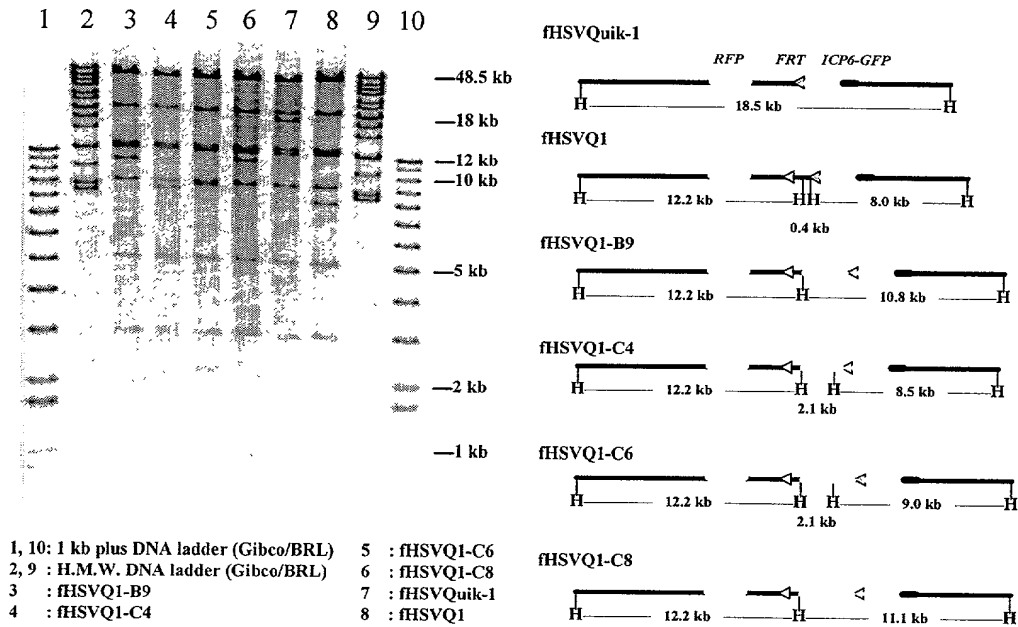 1 2 3 4 5 6 7 8 9 10
48.5 kb
18 kb
12 kb
10 kb
5 kb
2 kb
1 kb
1, 10: 1 kb plus DNA ladder (Gibco/BRL)
2, 9 : H.M.W. DNA ladder (Gibco/BRL)
3 : fHSVQ1-B9
4 : fHSVQ1-C4
5 : fHSVQ1-C6
6 : fHSVQ1-C8
7 : fHSVQuik-1
8 : fHSVQ1
fHSVQuik-1
RFP FRT ICP6-GFP
H 18.5 kb H
fHSVQ1
H 12.2 kb H H 8.0 kb H
0.4 kb
fHSVQ1-B9
H 12.2 kb H 10.8 kb H
fHSVQ1-C4
H 12.2 kb H H 8.5 kb H
2.1 kb
fHSVQ1-C6
H 12.2 kb H H 9.0 kb H
2.1 kb
fHSVQ1-C8
H 12.2 kb H 11.1 kb H